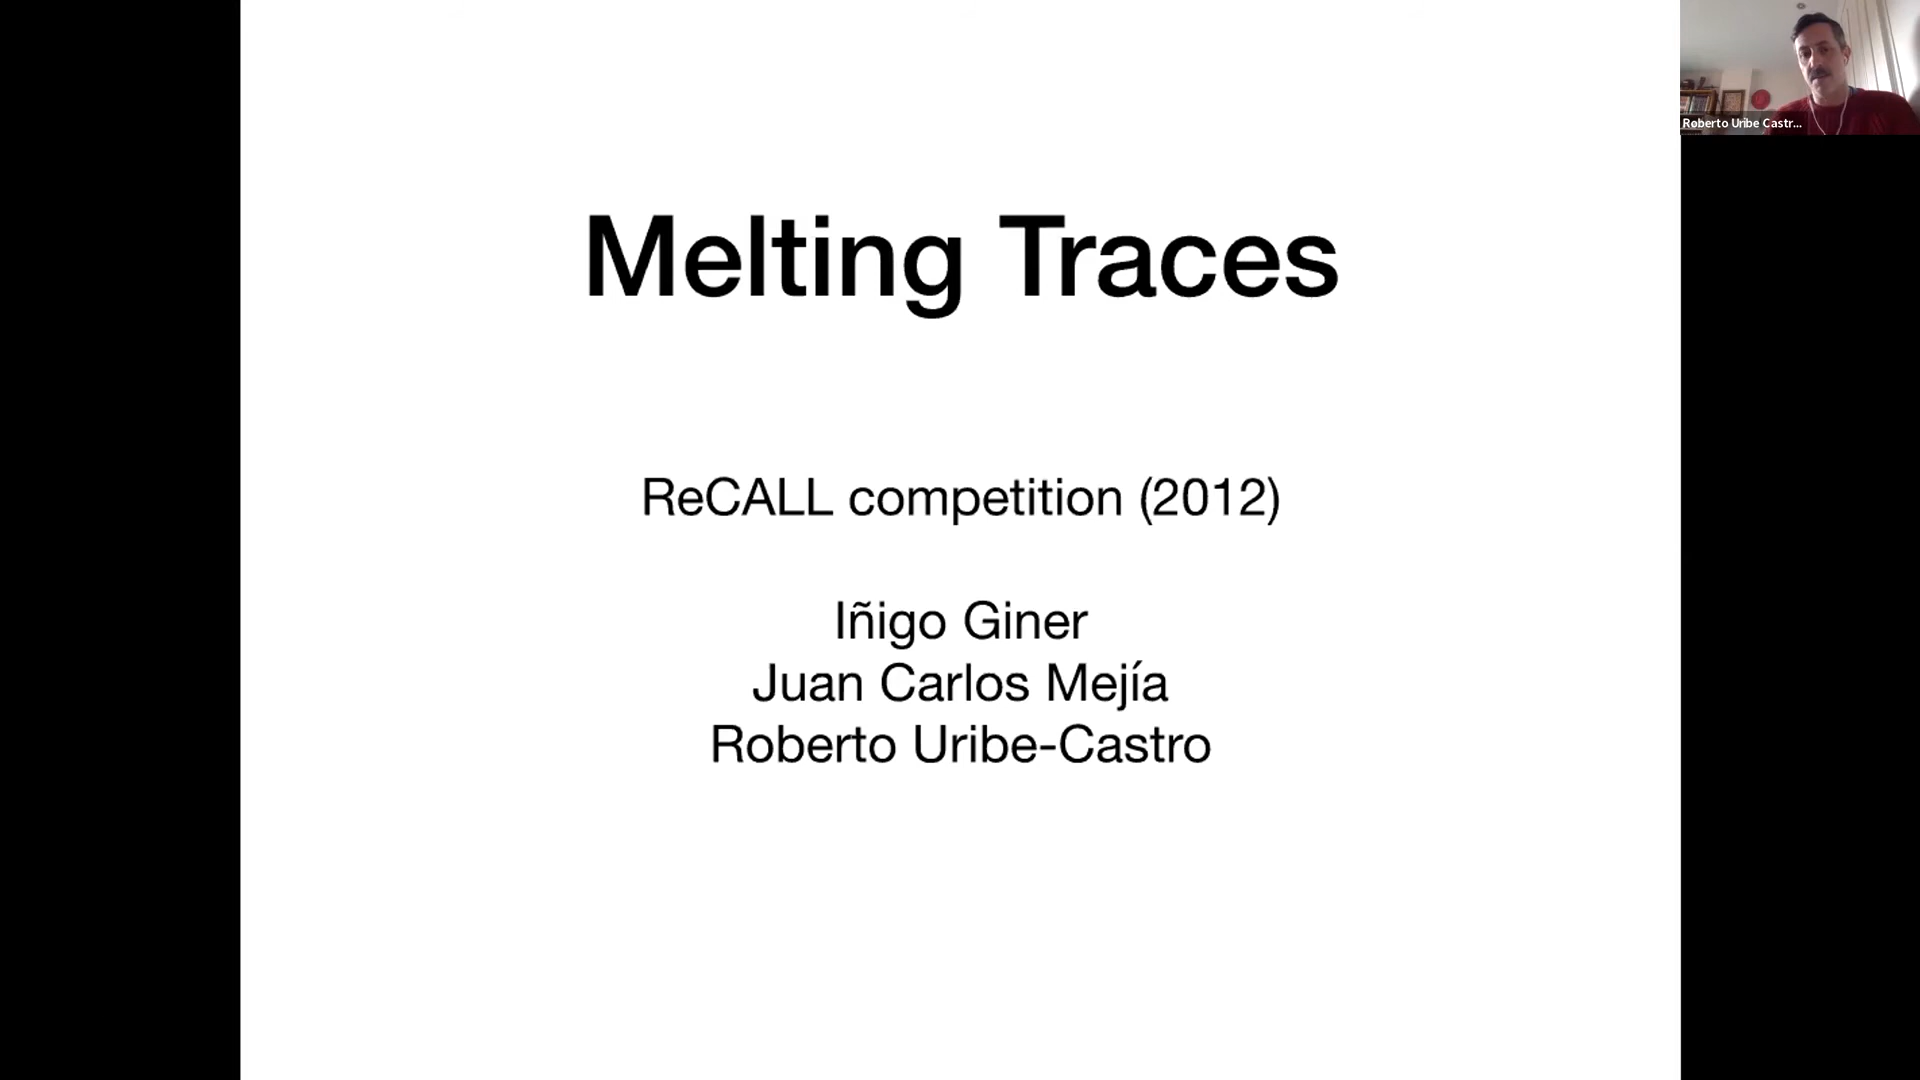 Melting Traces
ReCALL competition (2012)
Iñigo Giner
Juan Carlos Mejía
Roberto Uribe-Castro
Roberto Uribe Castr...